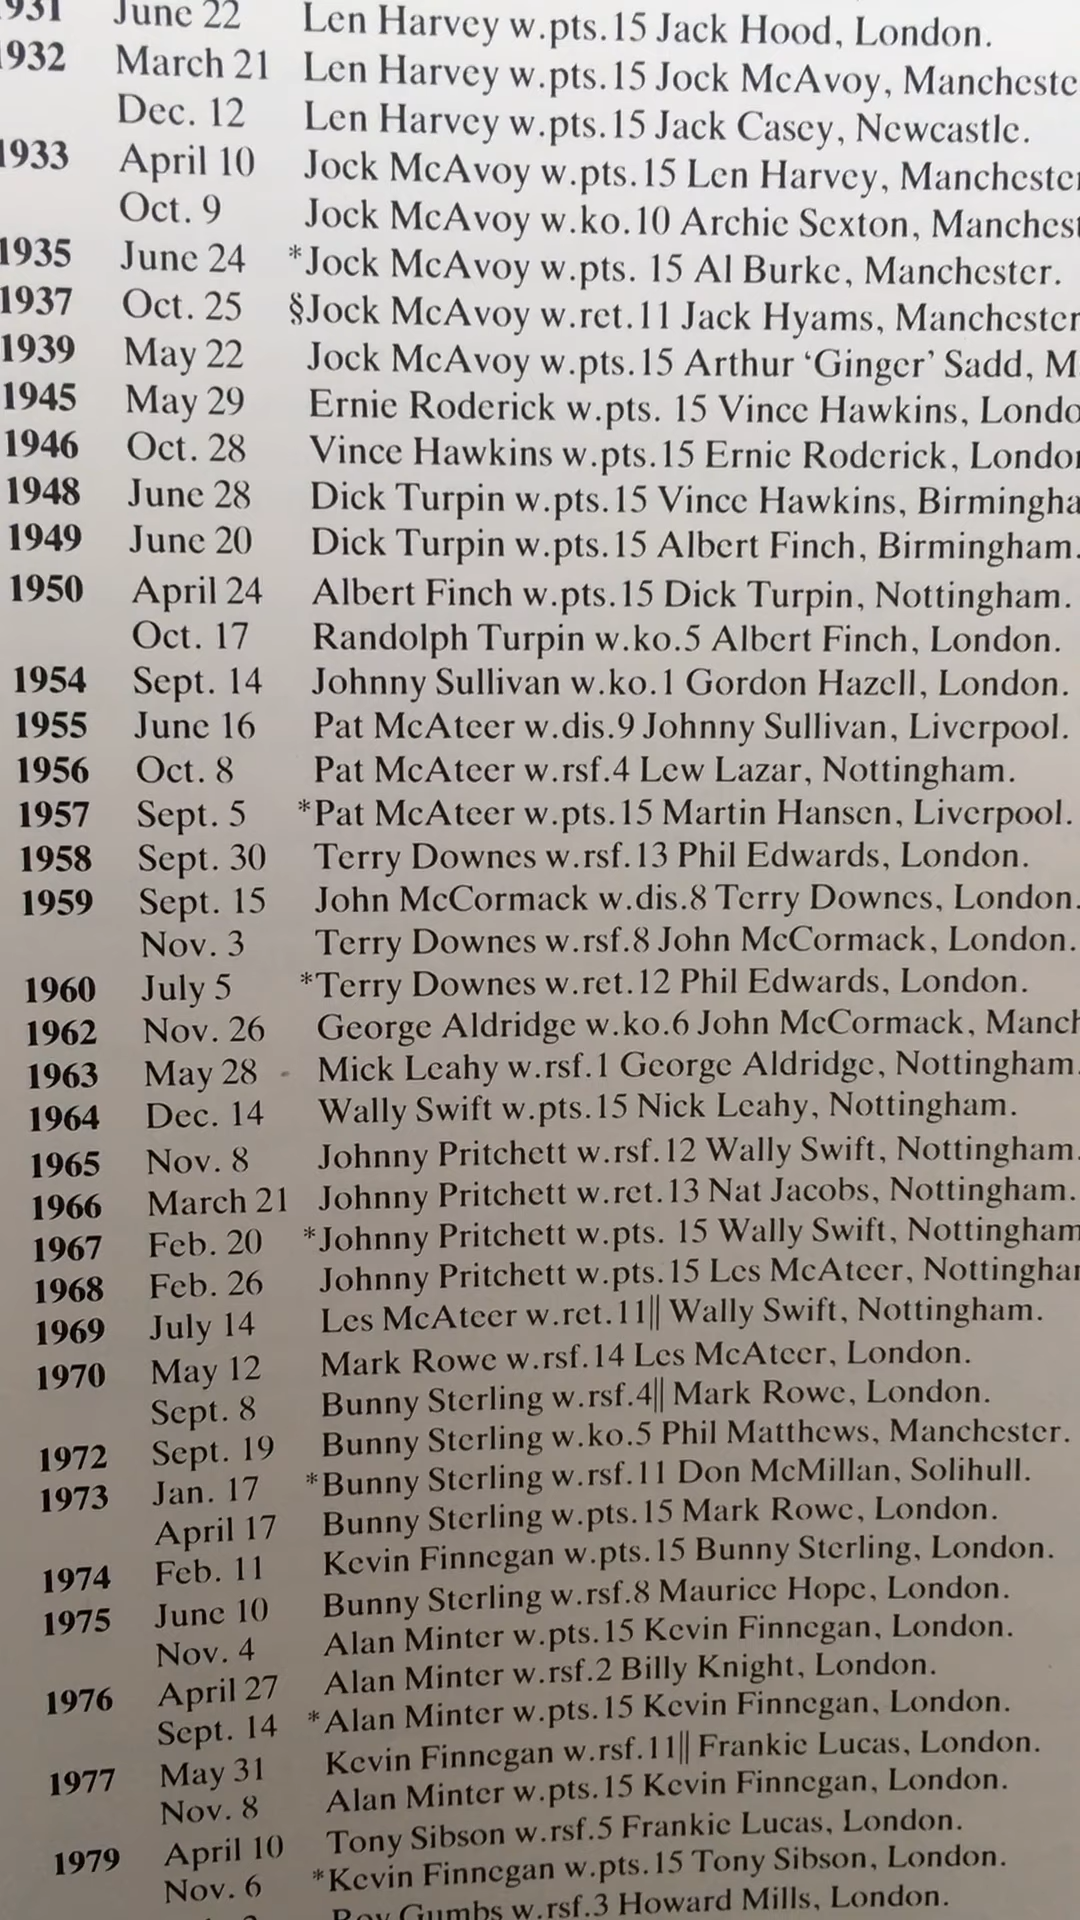 1931 June 22 Len Harvey w.pts.15 Jack Hood, London.
1932 March 21 Len Harvey w.pts.15 Jock McAvoy, Mancheste
Dec. 12 Len Harvey w.pts.15 Jack Casey, Newcastle.
1933 April 10 Jock McAvoy w.pts.15 Len Harvey, Manchester
Oct. 9 Jock McAvoy w.ko.10 Archie Sexton, Manchest
1935 June 24 *Jock McAvoy w.pts. 15 Al Burke, Manchester.
1937 Oct. 25 §Jock McAvoy w.ret.11 Jack Hyams, Manchester
1939 May 22 Jock McAvoy w.pts.15 Arthur ‘Ginger’ Sadd, M
1945 May 29 Ernie Roderick w.pts. 15 Vince Hawkins, Londo
1946 Oct. 28 Vince Hawkins w.pts.15 Ernie Roderick, London
1948 June 28 Dick Turpin w.pts.15 Vince Hawkins, Birmingha
1949 June 20 Dick Turpin w.pts.15 Albert Finch, Birmingham.
1950 April 24 Albert Finch w.pts.15 Dick Turpin, Nottingham.
Oct. 17 Randolph Turpin w.ko.5 Albert Finch, London.
1954 Sept. 14 Johnny Sullivan w.ko.1 Gordon Hazell, London.
1955 June 16 Pat McAteer w.dis.9 Johnny Sullivan, Liverpool.
1956 Oct. 8 Pat McAteer w.rsf.4 Lew Lazar, Nottingham.
1957 Sept. 5 *Pat McAteer w.pts.15 Martin Hansen, Liverpool.
1958 Sept. 30 Terry Downes w.rsf.13 Phil Edwards, London.
1959 Sept. 15 John McCormack w.dis.8 Terry Downes, London.
Nov. 3 Terry Downes w.rsf.8 John McCormack, London.
1960 July 5 *Terry Downes w.ret.12 Phil Edwards, London.
1962 Nov. 26 George Aldridge w.ko.6 John McCormack, Manch
1963 May 28 Mick Leahy w.rsf.1 George Aldridge, Nottingham.
1964 Dec. 14 Wally Swift w.pts.15 Nick Leahy, Nottingham.
1965 Nov. 8 Johnny Pritchett w.rsf.12 Wally Swift, Nottingham.
1966 March 21 Johnny Pritchett w.ret.13 Nat Jacobs, Nottingham.
1967 Feb. 20 *Johnny Pritchett w.pts. 15 Wally Swift, Nottingham
1968 Feb. 26 Johnny Pritchett w.pts.15 Les McAteer, Nottingham
1969 July 14 Les McAteer w.ret.11|| Wally Swift, Nottingham.
1970 May 12 Mark Rowe w.rsf.14 Les McAteer, London.
Sept. 8 Bunny Sterling w.rsf.4|| Mark Rowe, London.
1972 Sept. 19 Bunny Sterling w.ko.5 Phil Matthews, Manchester.
1973 Jan. 17 *Bunny Sterling w.rsf.11 Don McMillan, Solihull.
April 17 Bunny Sterling w.pts.15 Mark Rowe, London.
1974 Feb. 11 Kevin Finnegan w.pts.15 Bunny Sterling, London.
1975 June 10 Bunny Sterling w.rsf.8 Maurice Hope, London.
Nov. 4 Alan Minter w.pts.15 Kevin Finnegan, London.
1976 April 27 Alan Minter w.rsf.2 Billy Knight, London.
Sept. 14 *Alan Minter w.pts.15 Kevin Finnegan, London.
1977 May 31 Kevin Finnegan w.rsf.11|| Frankie Lucas, London.
Nov. 8 Alan Minter w.pts.15 Kevin Finnegan, London.
1979 April 10 Tony Sibson w.rsf.5 Frankie Lucas, London.
Nov. 6 *Kevin Finnegan w.pts.15 Tony Sibson, London.
Roy Gumbs w.rsf.3 Howard Mills, London.